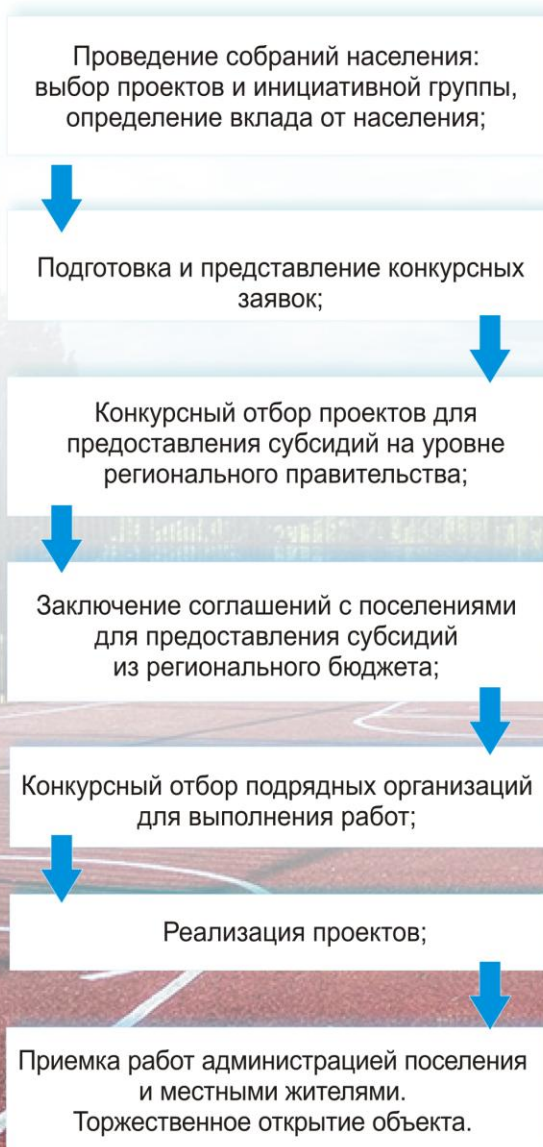 Проведение собраний населения:
выбор проектов и инициативной группы,
определение вклада от населения;
Подготовка и представление конкурсных
заявок;
Конкурсный отбор проектов для
предоставления субсидий на уровне
регионального правительства;
Заключение соглашений с поселениями
для предоставления субсидий
из регионального бюджета;
Конкурсный отбор подрядных организаций
для выполнения работ;
Реализация проектов;
Приемка работ администрацией поселения
и местными жителями.
Торжественное открытие объекта.